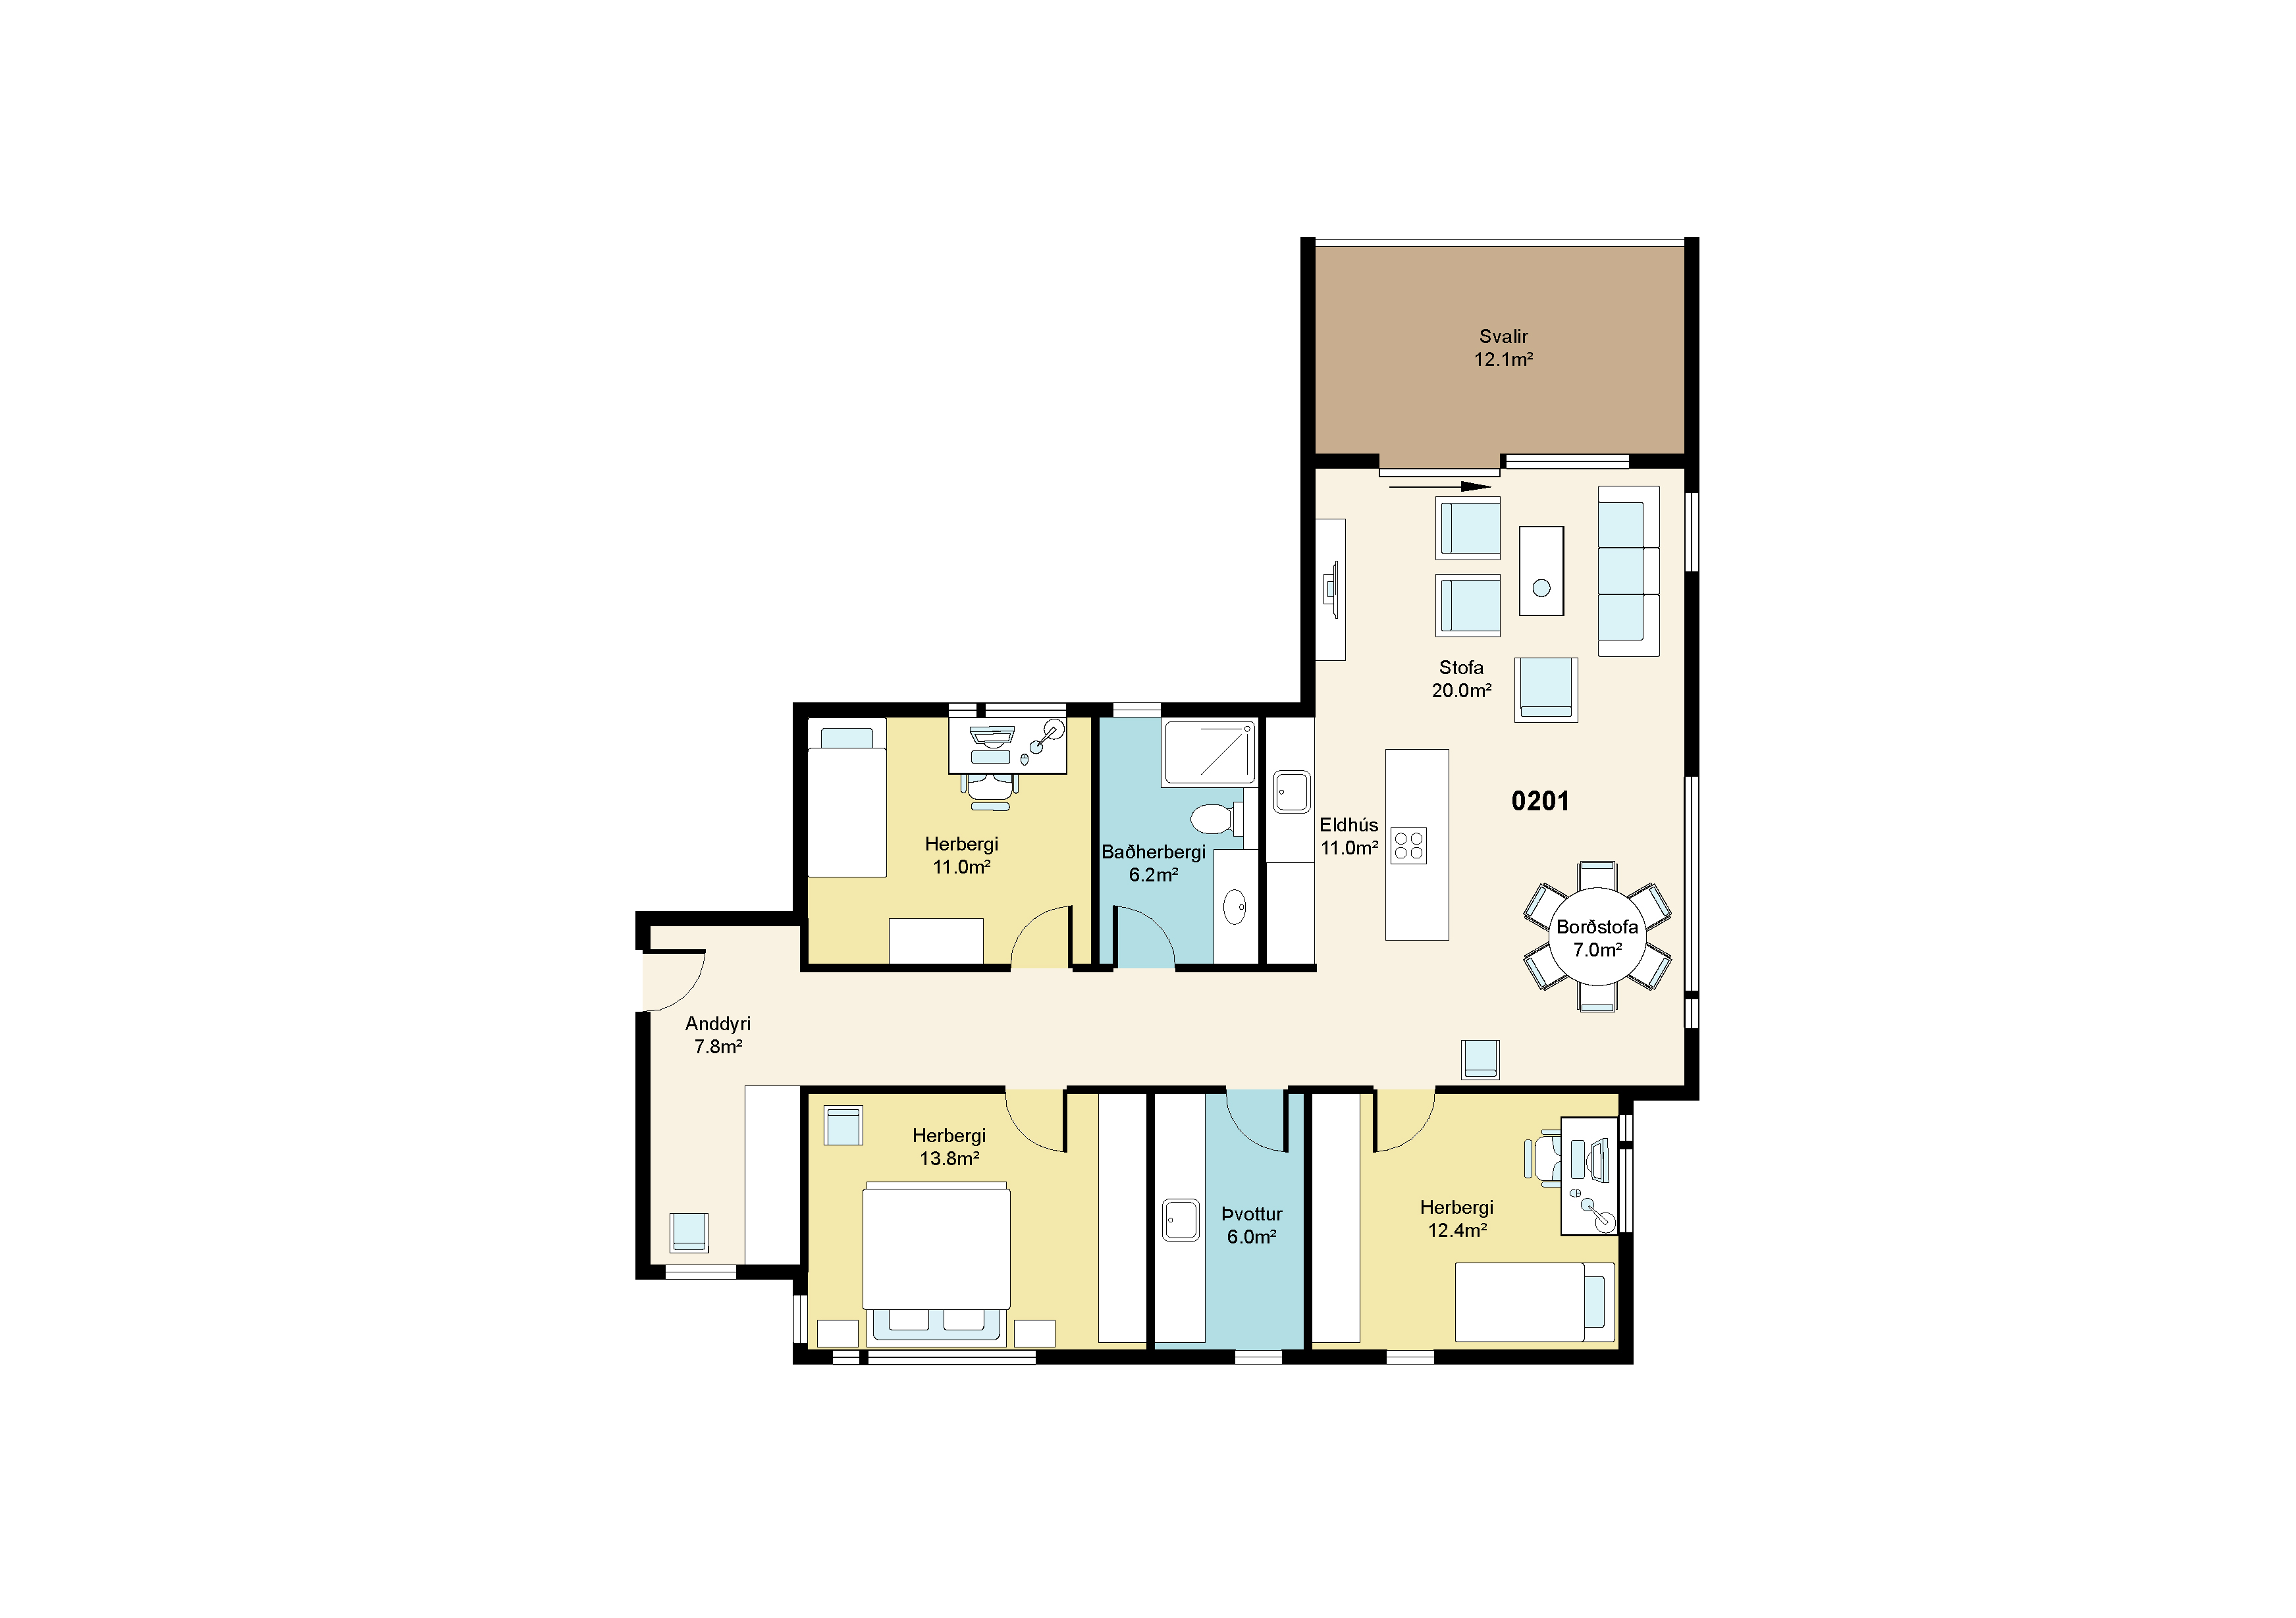 Svalir
12.1m²
Stofa
20.0m²
0201
Eldhús
11.0m²
Herbergi
11.0m²
Baðherbergi
6.2m²
Borðstofa
7.0m²
Anddyri
7.8m²
Herbergi
13.8m²
Þvottur
6.0m²
Herbergi
12.4m²